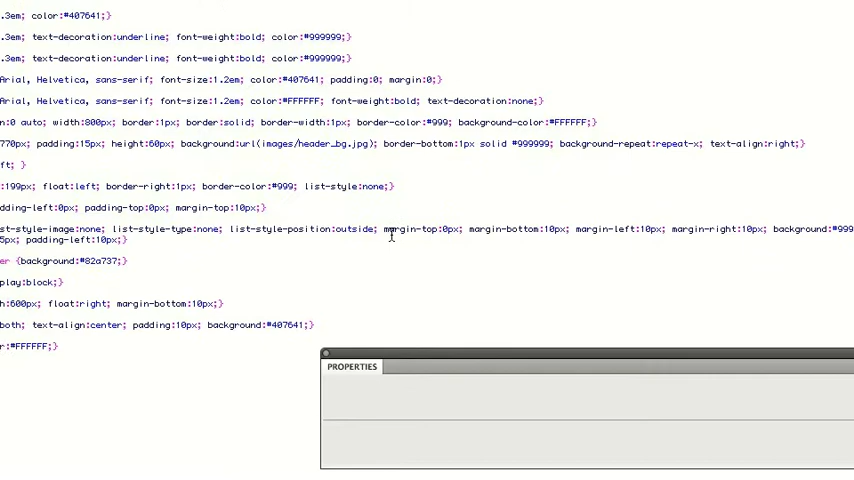 .3em; color:#407641;}
.3em; text-decoration:underline; font-weight:bold; color:#999999;}
.3em; text-decoration:underline; font-weight:bold; color:#999999;}
Arial, Helvetica, sans-serif; font-size:1.2em; color:#407641; padding:0; margin:0;}
Arial, Helvetica, sans-serif; font-size:1.2em; color:#FFFFFF; font-weight:bold; text-decoration:none;}
n:0 auto; width:800px; border:1px; border:solid; border-width:1px; border-color:#999; background-color:#FFFFFF;}
770px; padding:15px; height:60px; background:url(images/header_bg.jpg); border-bottom:1px solid #999999; background-repeat:repeat-x; text-align:right;}
ft; }
:199px; float:left; border-right:1px; border-color:#999; list-style:none;}
dding-left:0px; padding-top:0px; margin-top:10px;}
st-style-image:none; list-style-type:none; list-style-position:outside; margin-top:0px; margin-bottom:10px; margin-left:10px; margin-right:10px; background:#999
5px; padding-left:10px;}
er {background:#82a737;}
play:block;}
h:600px; float:right; margin-bottom:10px;}
both; text-align:center; padding:10px; background:#407641;}
r:#FFFFFF;}
PROPERTIES